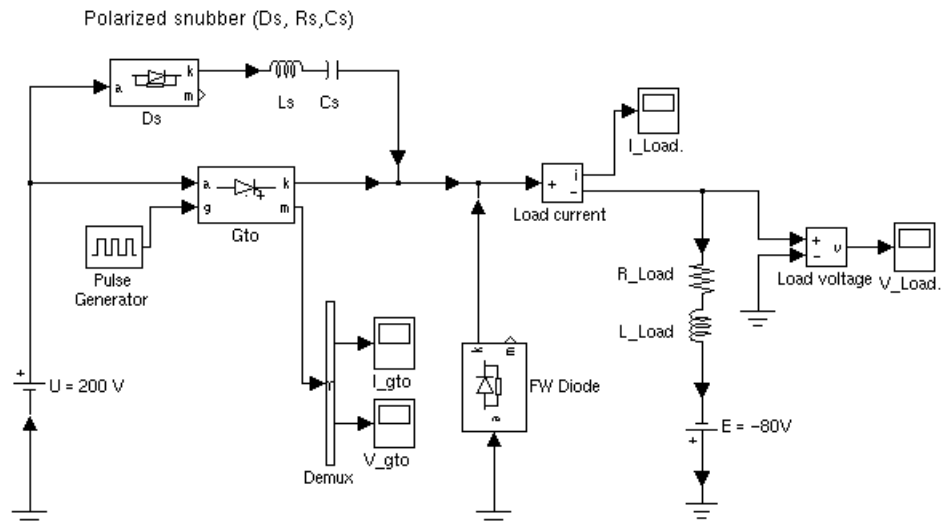 Polarized snubber (Ds, Rs,Cs)
a
k
m
Ds
Ls
Cs
I_Load.
a
g
k
m
Gto
+
i
−
Load current
Pulse
Generator
+
−
v
Load voltage
V_Load.
R_Load
L_Load
I_gto
V_gto
Demux
k
m
a
FW Diode
+
U = 200 V
E = −80V
+